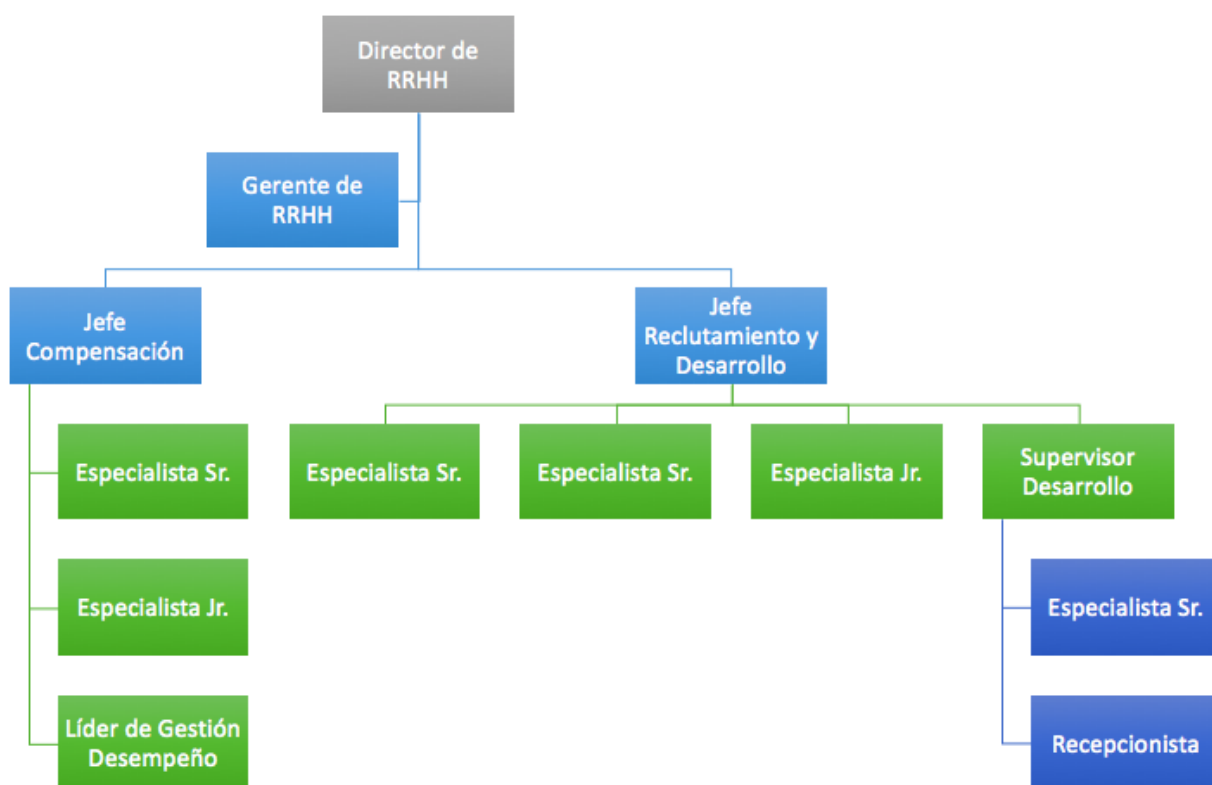 Director de
RRHH
Gerente de
RRHH
Jefe
Compensación
Jefe
Reclutamiento y
Desarrollo
Especialista Sr.
Especialista Sr.
Especialista Sr.
Especialista Jr.
Supervisor
Desarrollo
Especialista Jr.
Especialista Sr.
Líder de Gestión
Desempeño
Recepcionista